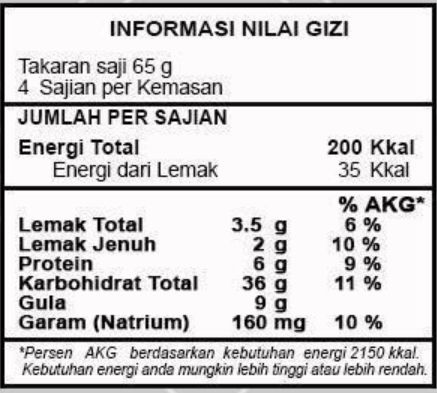 INFORMASI NILAI GIZI
Takaran saji 65 g
4 Sajian per Kemasan
JUMLAH PER SAJIAN
Energi Total 200 Kkal
Energi dari Lemak 35 Kkal
% AKG*
Lemak Total 3.5 g 6 %
Lemak Jenuh 2 g 10 %
Protein 6 g 9 %
Karbohidrat Total 36 g 11 %
Gula 9 g
Garam (Natrium) 160 mg 10 %
*Persen AKG berdasarkan kebutuhan energi 2150 kkal.
Kebutuhan energi anda mungkin lebih tinggi atau lebih rendah.